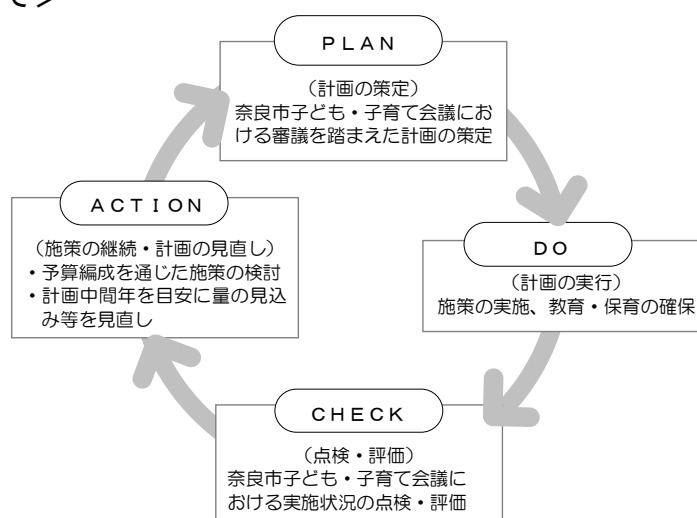 PLAN
（計画の策定）
奈良市子ども・子育て会議にお
ける審議を踏まえた計画の策定
DO
（計画の実行）
施策の実施、教育・保育の確保
CHECK
（点検・評価）
奈良市子ども・子育て会議に
おける実施状況の点検・評価
ACTION
（施策の継続・計画の見直し）
・予算編成を通じた施策の検討
・計画中間年を目安に量の見込
み等を見直し